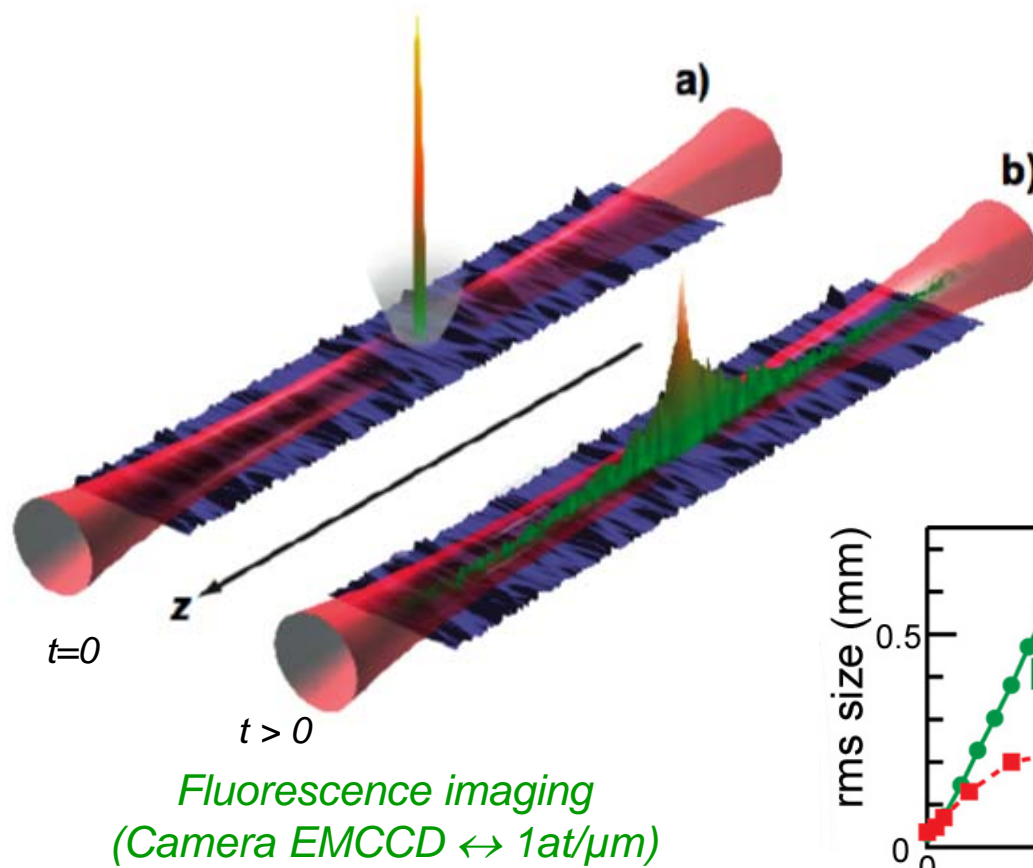 a)
b)
z
t=0
t > 0
Fluorescence imaging
(Camera EMCCD ↔ 1at/μm)
rms size (mm)
0.5
0
0